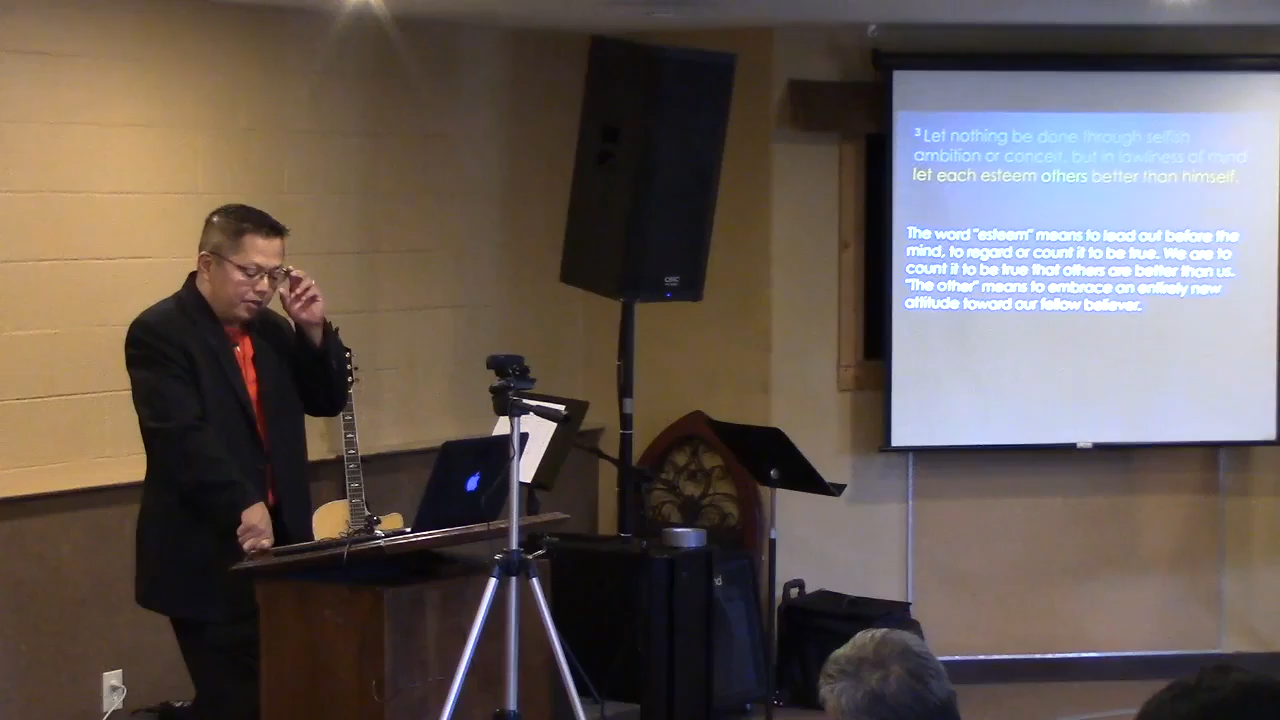 3 Let nothing be done through selfish
ambition or conceit, but in lowliness of mind
let each esteem others better than himself.
The word "esteem" means to lead out before the
mind, to regard or count it to be true. We are to
count it to be true that others are better than us.
"The other" means to embrace an entirely new
attitude toward our fellow believer.
QSC